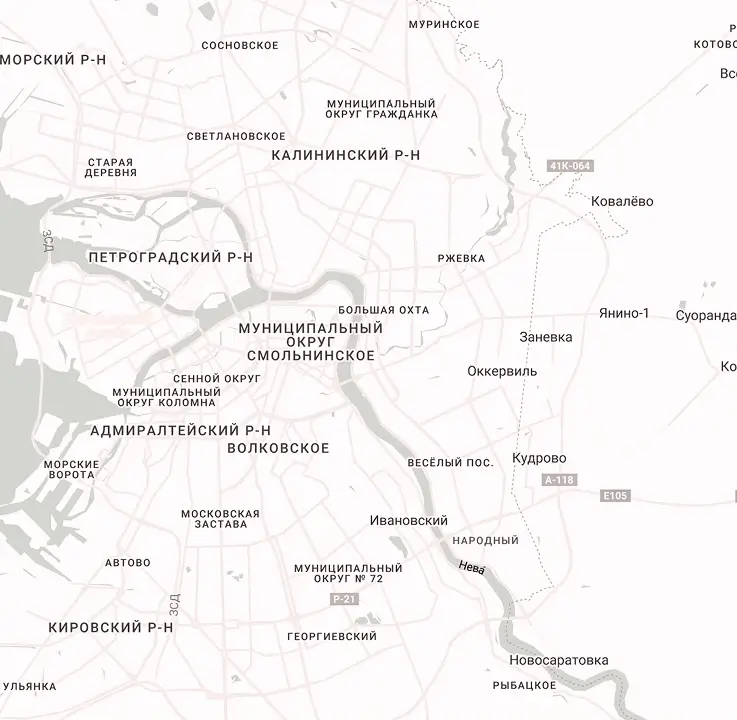 МУРИНСКОЕ
КОТОВО
СОСНОВСКОЕ
МОРСКИЙ Р-Н
МУНИЦИПАЛЬНЫЙ
ОКРУГ ГРАЖДАНКА
СВЕТЛАНОВСКОЕ
КАЛИНИНСКИЙ Р-Н
СТАРАЯ
ДЕРЕВНЯ
41K-064
Ковалёво
ЗСД
ПЕТРОГРАДСКИЙ Р-Н
РЖЕВКА
БОЛЬШАЯ ОХТА
Янино-1
Суоранда
МУНИЦИПАЛЬНЫЙ
ОКРУГ
СМОЛЬНИНСКОЕ
Заневка
Оккервиль
СЕННОЙ ОКРУГ
МУНИЦИПАЛЬНЫЙ
ОКРУГ КОЛОМНА
АДМИРАЛТЕЙСКИЙ Р-Н
ВОЛКОВСКОЕ
МОРСКИЕ
ВОРОТА
ВЕСЁЛЫЙ ПОС.
Кудрово
А-118
E105
МОСКОВСКАЯ
ЗАСТАВА
Ивановский
НАРОДНЫЙ
АВТОВО
МУНИЦИПАЛЬНЫЙ
ОКРУГ № 72
Нева
Р-21
ЗСД
КИРОВСКИЙ Р-Н
ГЕОРГИЕВСКИЙ
Новосаратовка
УЛЬЯНКА
РЫБАЦКОЕ